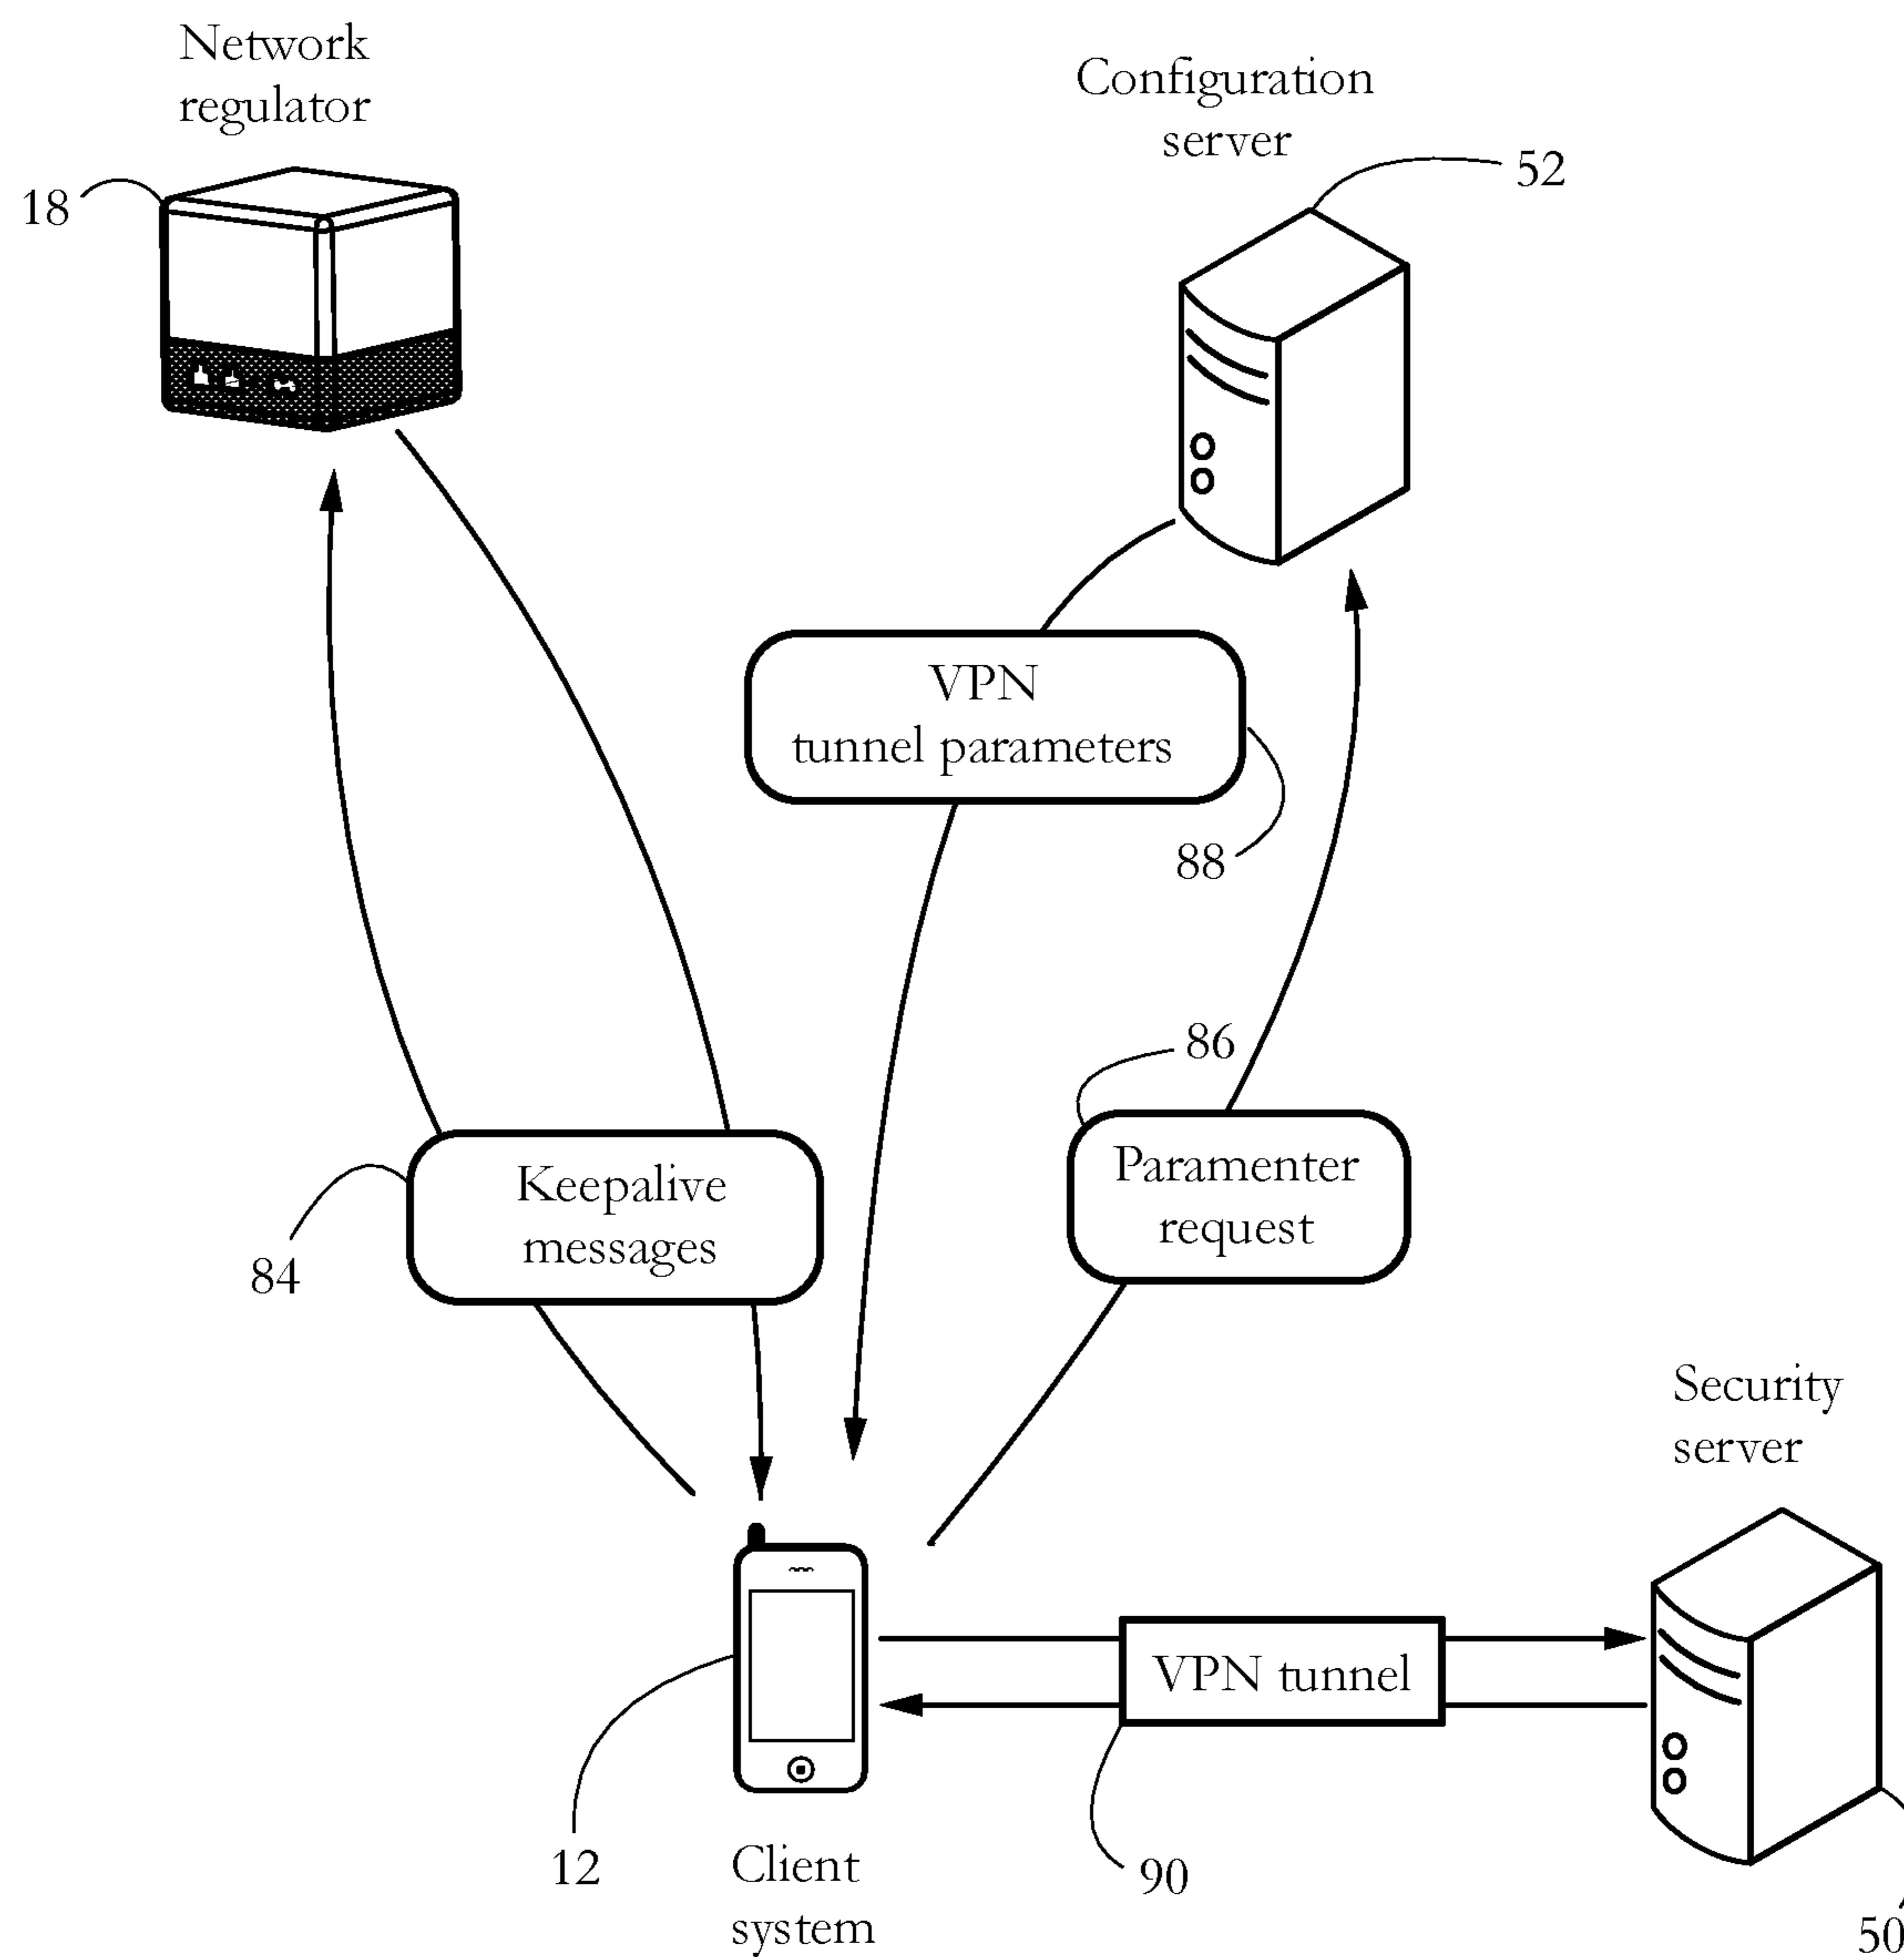 Network
regulator
18
Configuration
server
52
VPN
tunnel parameters
88
86
Paramenter
request
Keepalive
messages
84
Security
server
VPN tunnel
12
Client
system
90
50